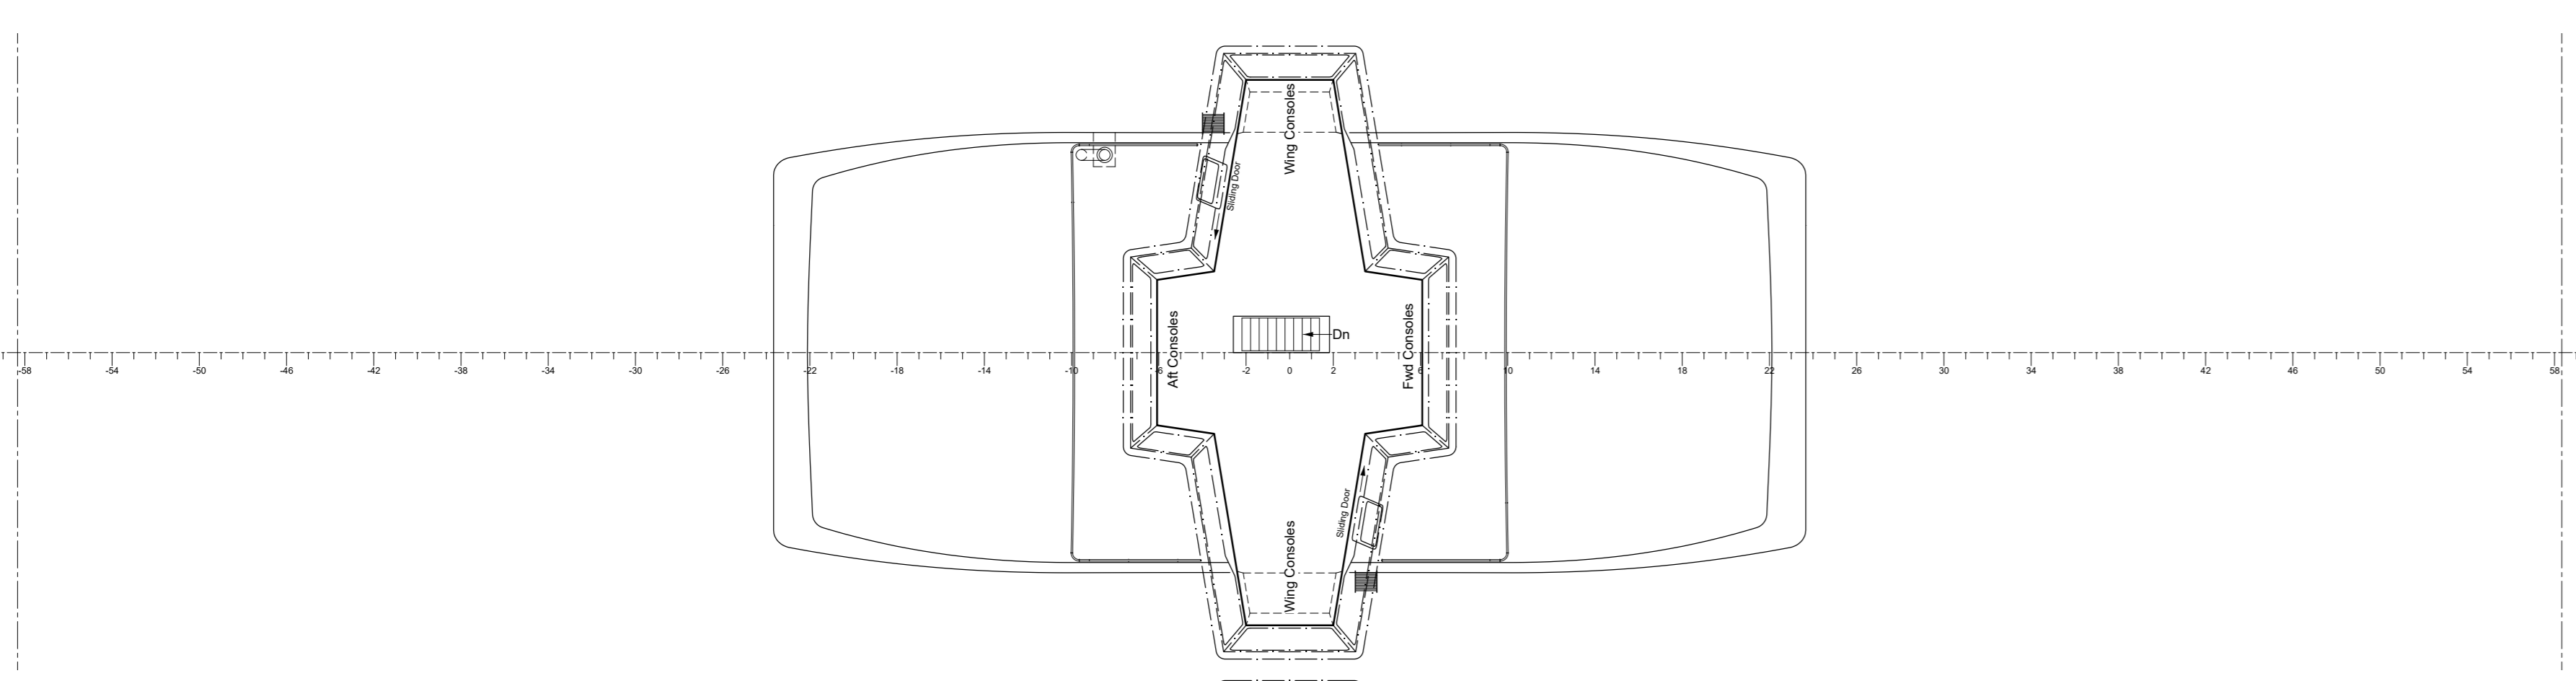 Wing Consoles
Sliding Door
Dn
Aft Consoles
Fwd Consoles
-58 -54 -50 -46 -42 -38 -34 -30 -26 -22 -18 -14 -10 -6 -2 0 2 6 10 14 18 22 26 30 34 38 42 46 50 54 58
Sliding Door
Wing Consoles